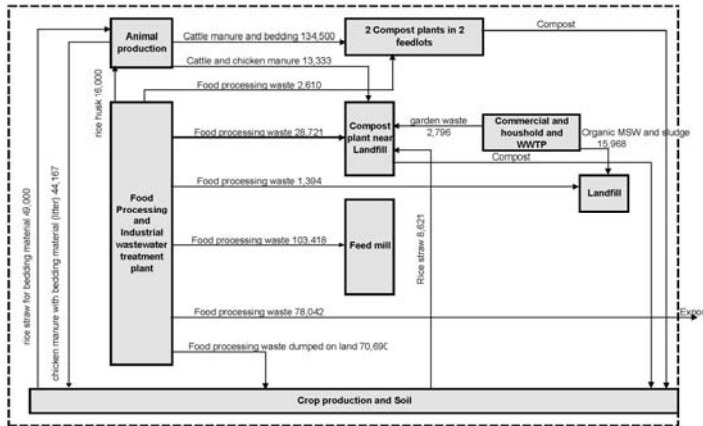 Compost
Animal
production
Cattle manure and bedding 134,500
2 Compost plants in 2
feedlots
Cattle and chicken manure 13,333
Food processing waste 2.610
rice husk 16,000
Food processing waste 28,721
Compost
plant near
Landfill
garden waste
2,796
Commercial and
houshold and
WWTP
Organic MSW and sludge
15,968
Compost
Food processing waste 1,394
Landfill
Food
Processing
and
Industrial
wastewater
treatment
plant
Food processing waste 103.418
Feed mill
Rice straw 8,621
rice straw for bedding material 49,000
chicken manure with bedding material (litter) 44,167
Food processing waste 78,042
Expor
Food processing waste dumped on land 70,690
Crop production and Soil